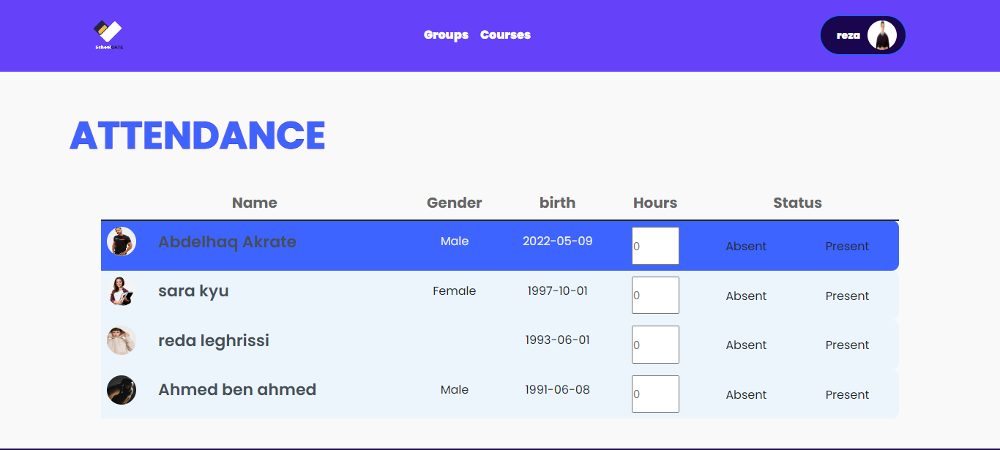 SchoolGATE
Groups Courses
reza
ATTENDANCE
Name Gender birth Hours Status
Abdelhaq Akrate Male 2022-05-09 0 Absent Present
sara kyu Female 1997-10-01 0 Absent Present
reda leghrissi 1993-06-01 0 Absent Present
Ahmed ben ahmed Male 1991-06-08 0 Absent Present